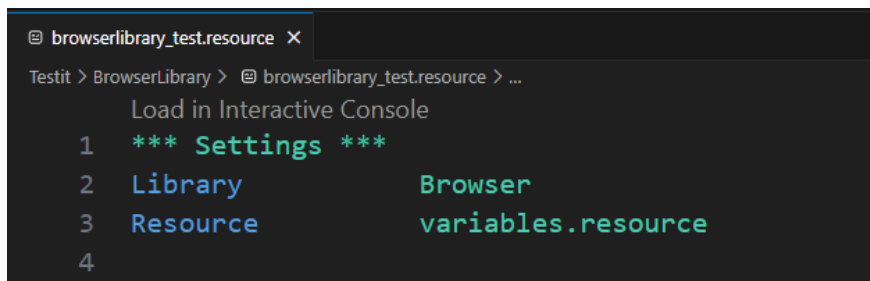 browserlibrary_test.resource ×
Testit > BrowserLibrary > browserlibrary_test.resource > ...
Load in Interactive Console
1 *** Settings ***
2 Library Browser
3 Resource variables.resource
4